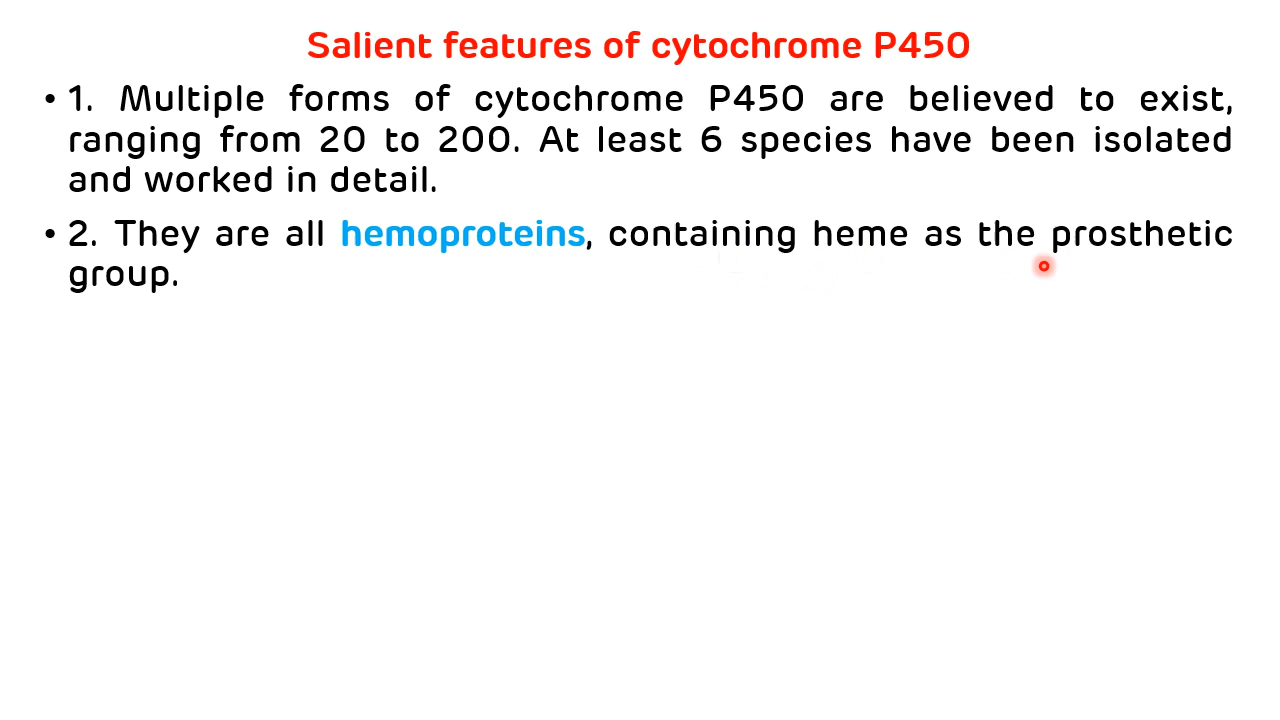 Salient features of cytochrome P450
• 1. Multiple forms of cytochrome P450 are believed to exist,
ranging from 20 to 200. At least 6 species have been isolated
and worked in detail.
• 2. They are all hemoproteins, containing heme as the prosthetic
group.